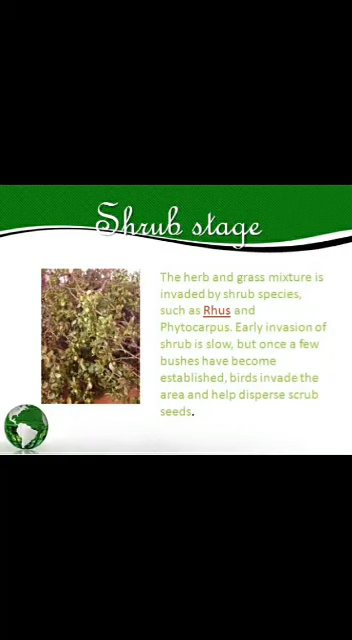 Shrub stage
The herb and grass mixture is
invaded by shrub species,
such as Rhus and
Phytocarpus. Early invasion of
shrub is slow, but once a few
bushes have become
established, birds invade the
area and help disperse scrub
seeds.